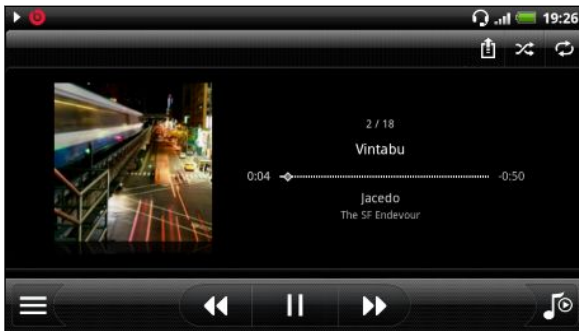 19:26
2 / 18
Vintabu
0:04 -0:50
Jacedo
The SF Endevour